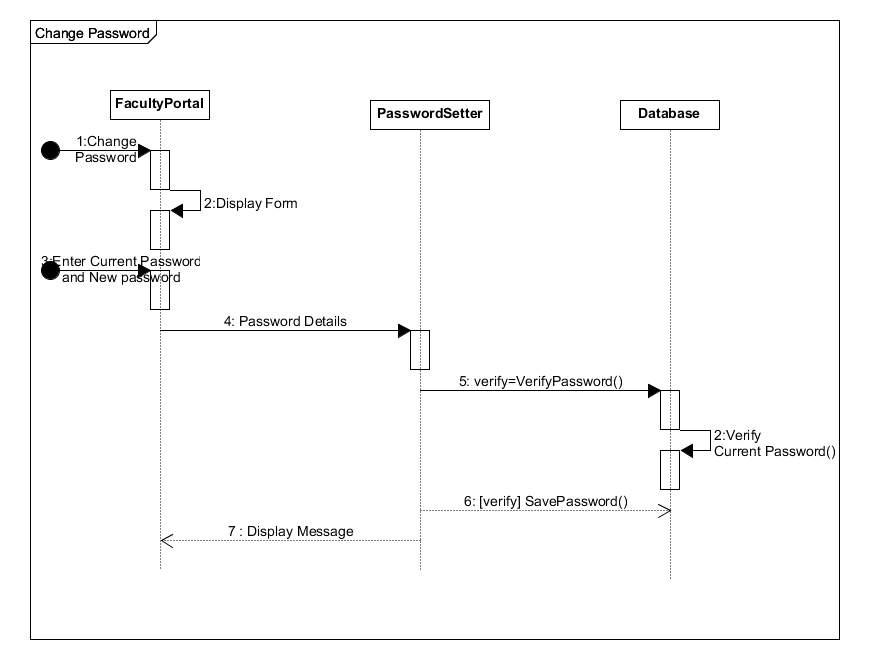 Change Password
FacultyPortal
PasswordSetter
Database
1:Change
Password
2:Display Form
3:Enter Current Password
and New password
4: Password Details
5: verify=VerifyPassword()
2:Verify
Current Password()
6: [verify] SavePassword()
7 : Display Message